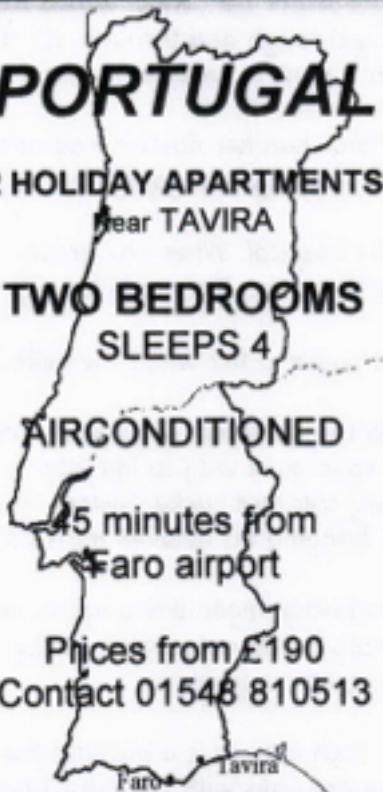 PORTUGAL
2 HOLIDAY APARTMENTS
Near TAVIRA
TWO BEDROOMS
SLEEPS 4
AIRCONDITIONED
45 minutes from
Faro airport
Prices from £190
Contact 01548 810513
Tavira
Faro